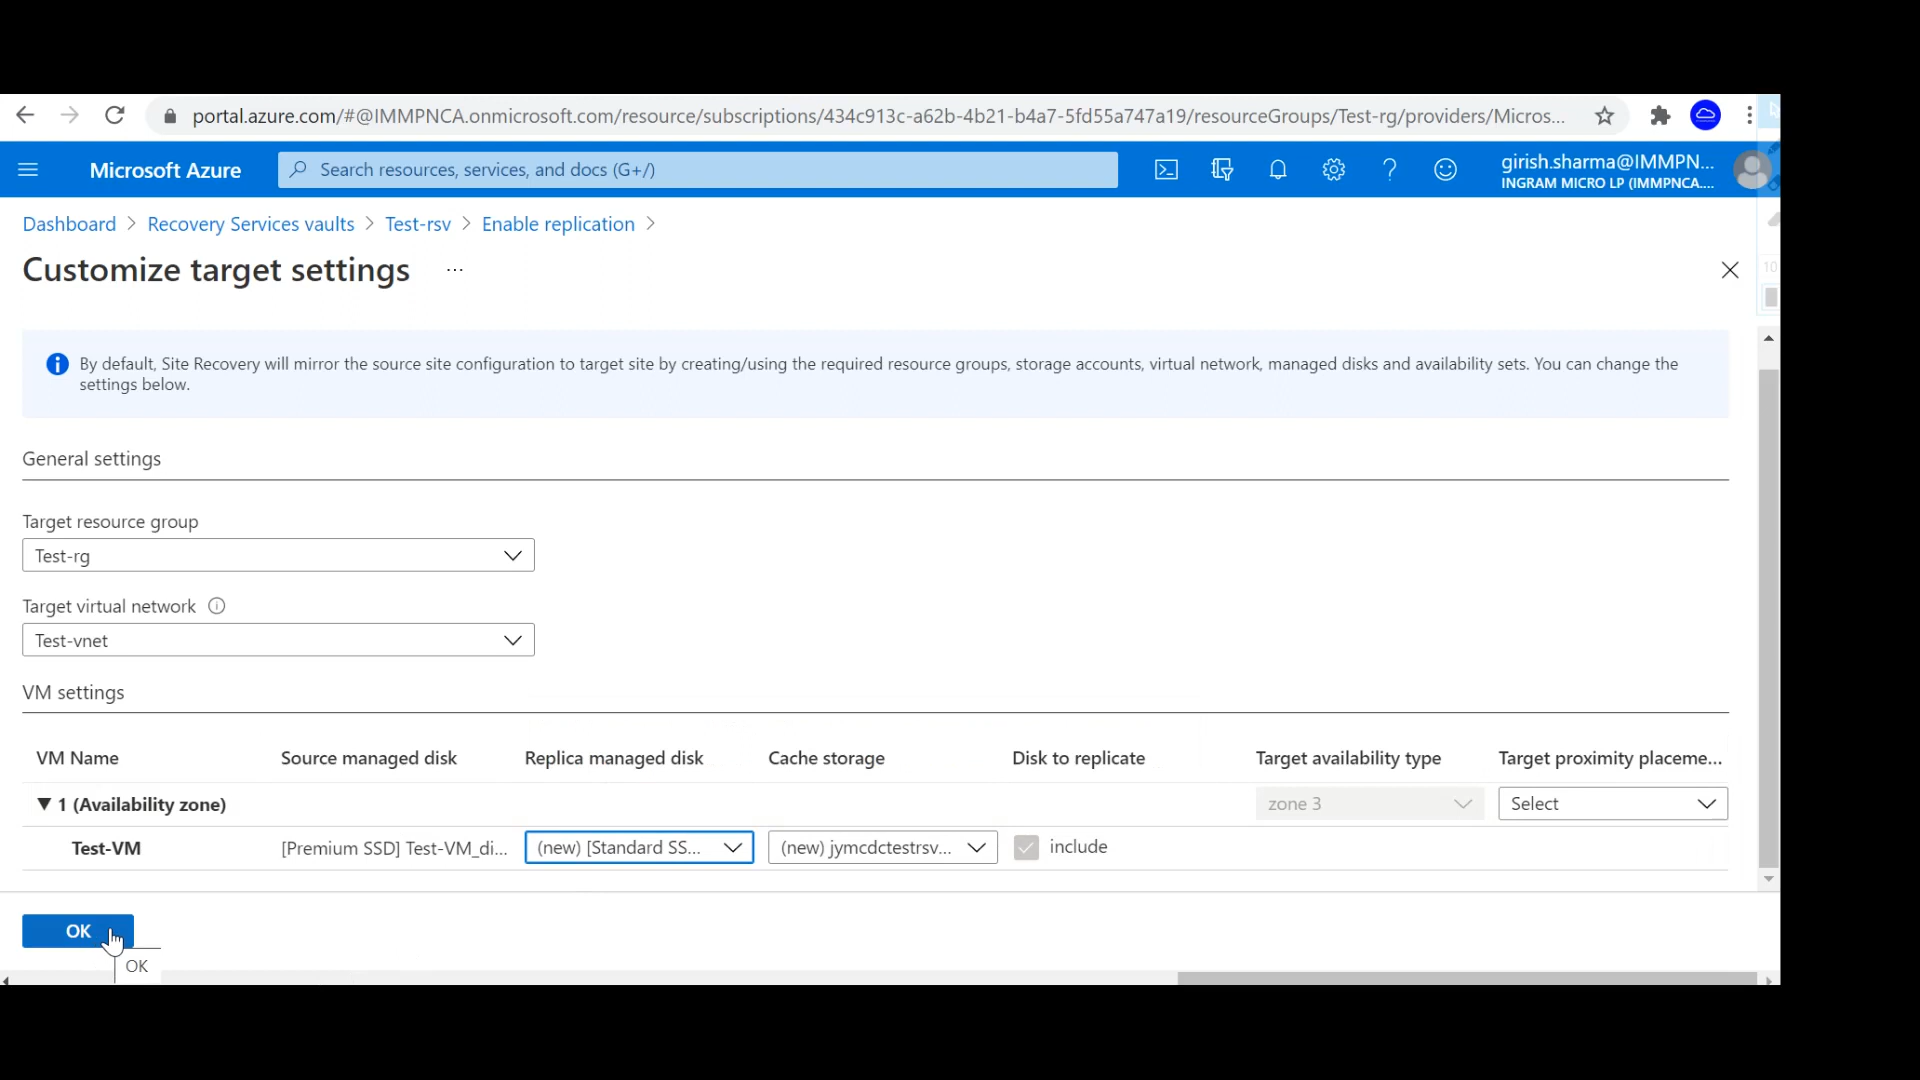 portal.azure.com/#@IMMPNCA.onmicrosoft.com/resource/subscriptions/434c913c-a62b-4b21-b4a7-5fd55a747a19/resourceGroups/Test-rg/providers/Micros...
Microsoft Azure
Search resources, services, and docs (G+/)
girish.sharma@IMMPN...
INGRAM MICRO LP (IMMPNCA....
Dashboard > Recovery Services vaults > Test-rsv > Enable replication >
Customize target settings ...
10
By default, Site Recovery will mirror the source site configuration to target site by creating/using the required resource groups, storage accounts, virtual network, managed disks and availability sets. You can change the
settings below.
General settings
Target resource group
Test-rg
Target virtual network
Test-vnet
VM settings
VM Name Source managed disk Replica managed disk Cache storage Disk to replicate Target availability type Target proximity placeme...
1 (Availability zone) zone 3 Select
Test-VM [Premium SSD] Test-VM_di... (new) [Standard SS... (new) jymcdctestrsv... include
OK
OK